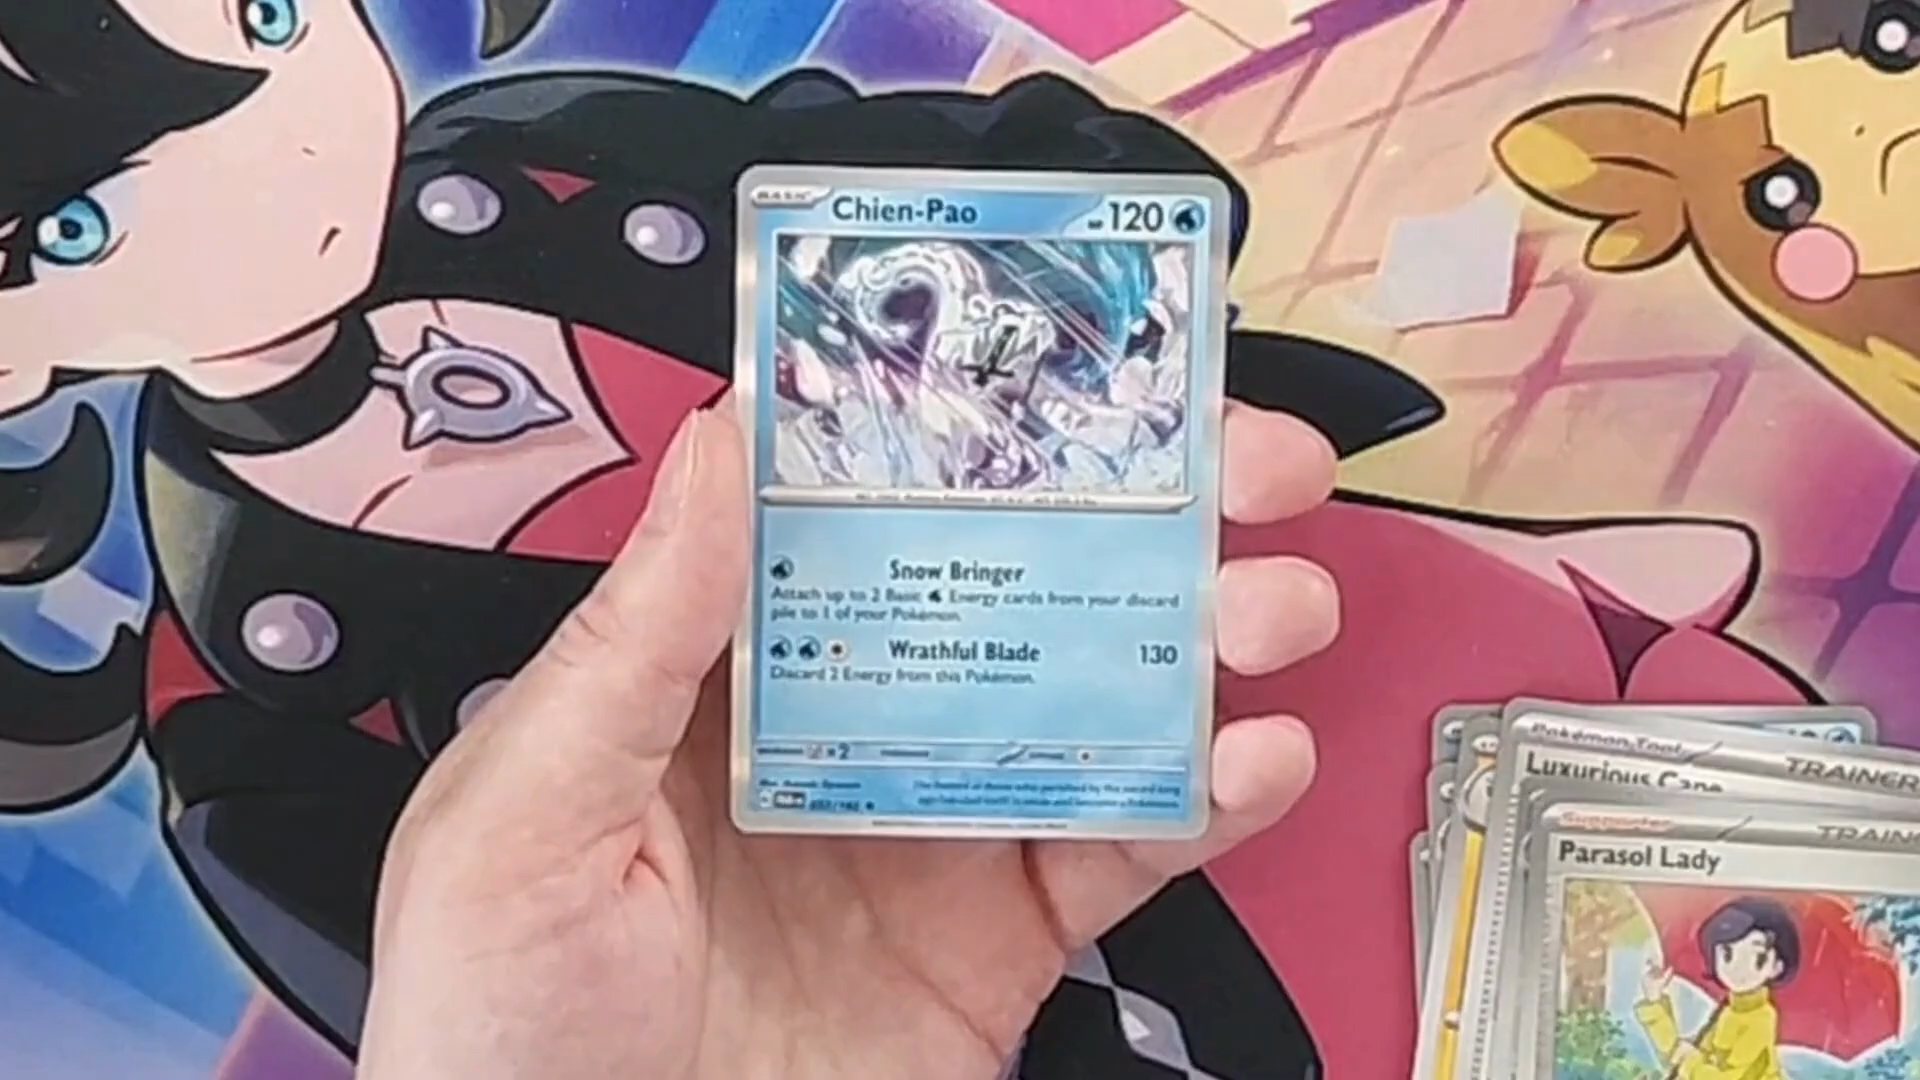 BASIC
Chien-Pao
HP 120
Snow Bringer
Attach up to 2 Basic Energy cards from your discard
pile to 1 of your Pokémon.
Wrathful Blade 130
Discard 2 Energy from this Pokémon.
×2
Pokémon Tool
TRAINER
Luxurious Cape
Supporter
TRAINE
Parasol Lady